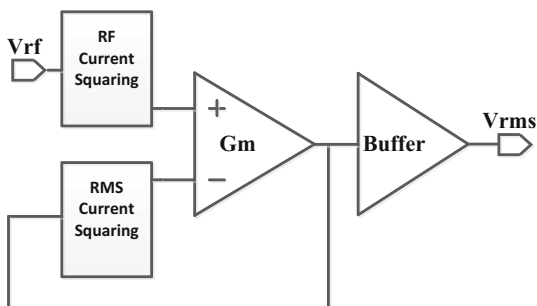 Vrf
RF
Current
Squaring
+
Gm
−
Buffer
Vrms
RMS
Current
Squaring